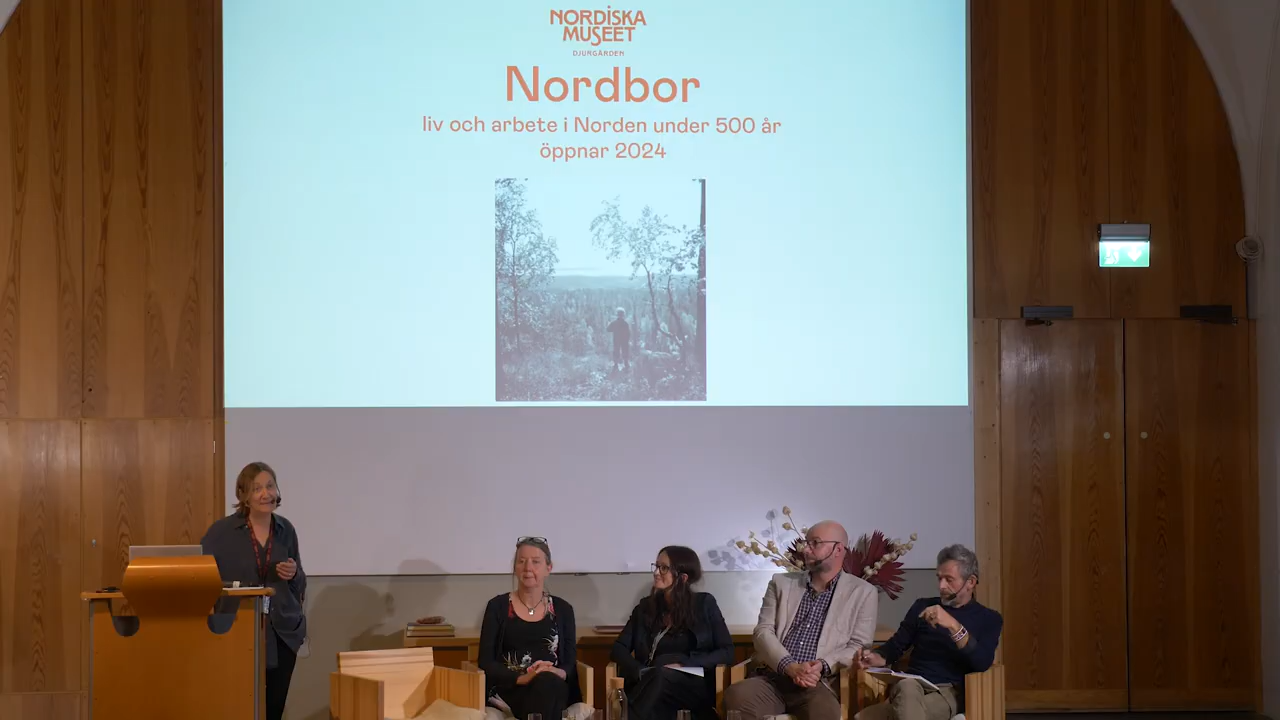 NORDISKA
MUSEET
DJURGÅRDEN
Nordbor
liv och arbete i Norden under 500 år
öppnar 2024